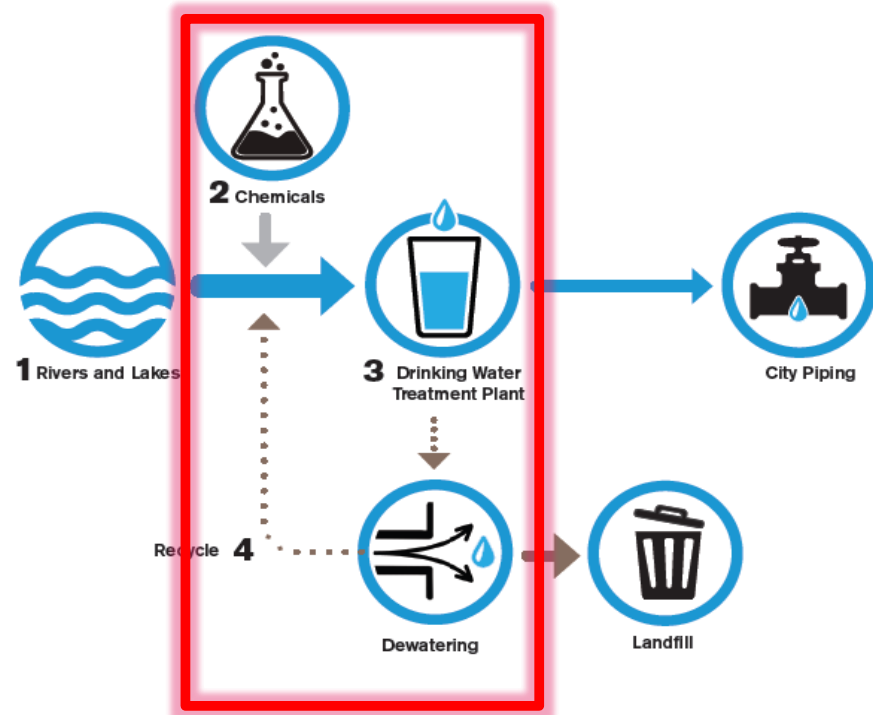 2 Chemicals
1 Rivers and Lakes
3 Drinking Water
Treatment Plant
City Piping
Recycle 4
Dewatering
Landfill